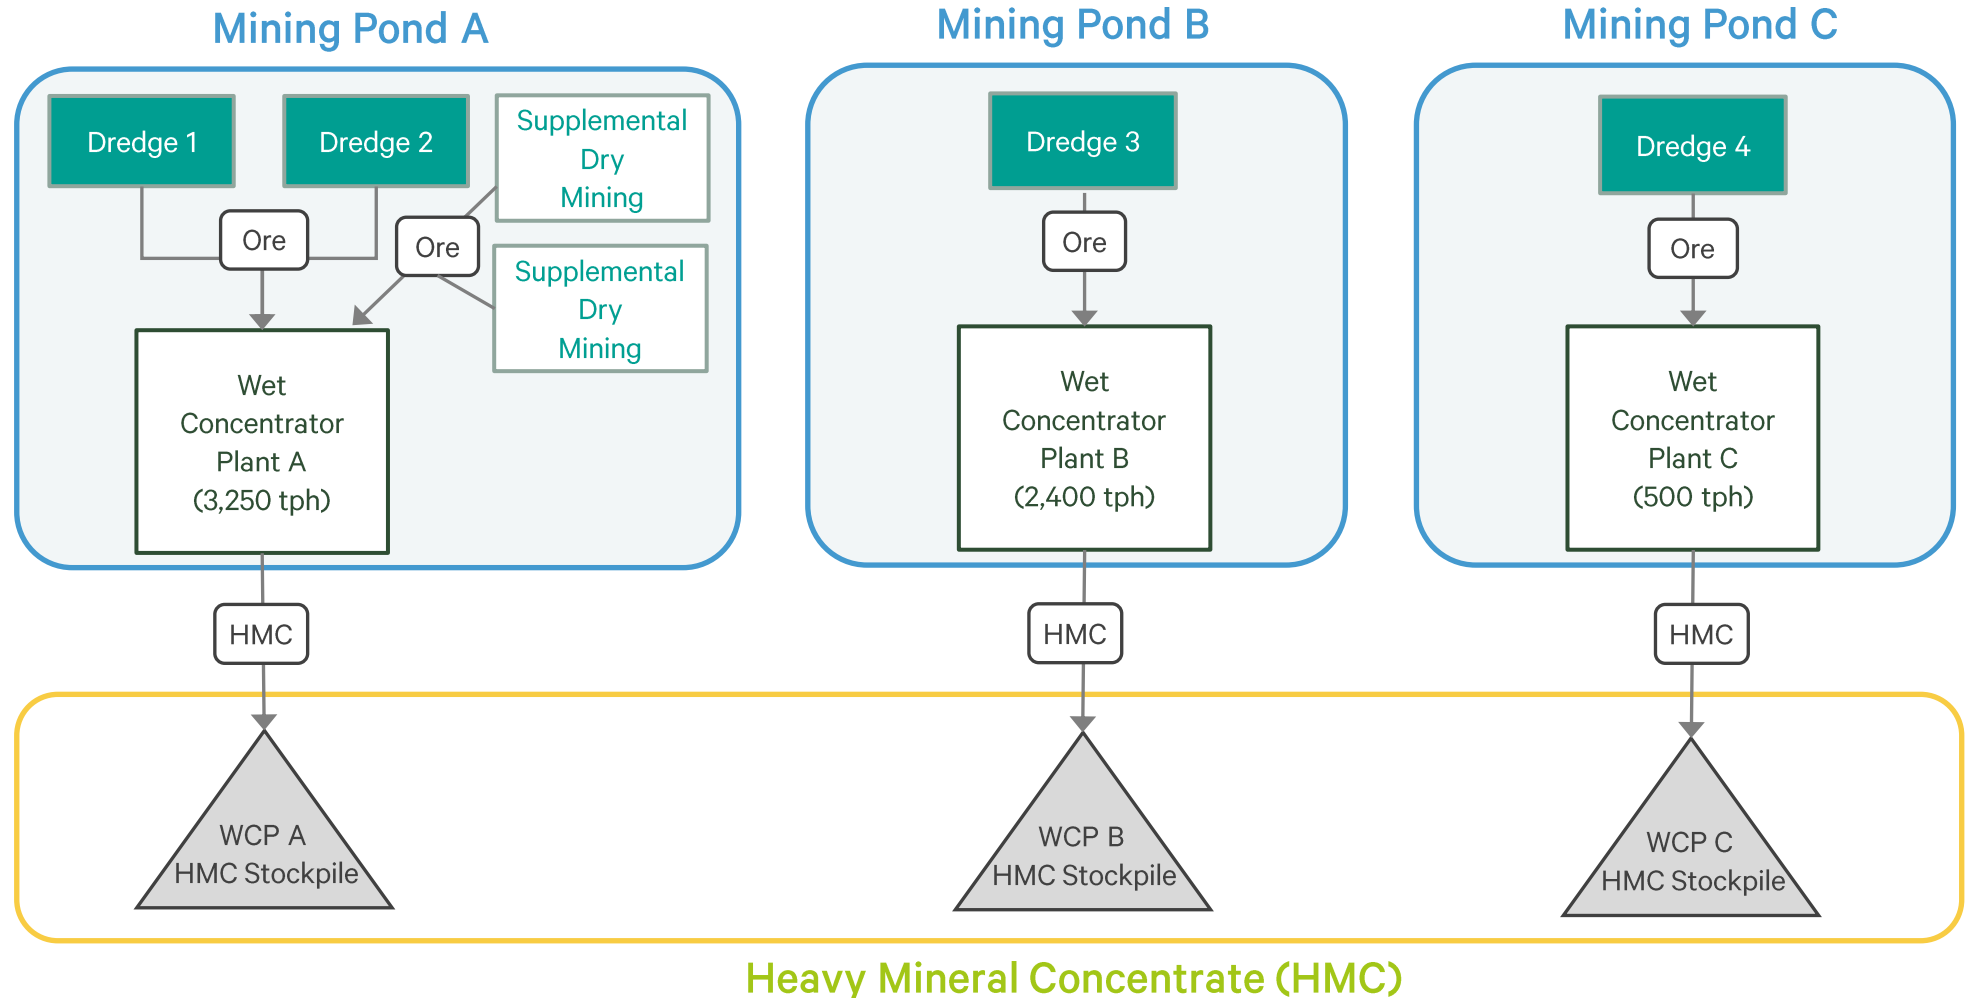 Mining Pond A
Mining Pond B
Mining Pond C
Dredge 1
Dredge 2
Supplemental
Dry
Mining
Ore
Ore
Supplemental
Dry
Mining
Wet
Concentrator
Plant A
(3,250 tph)
HMC
Dredge 3
Ore
Wet
Concentrator
Plant B
(2,400 tph)
HMC
Dredge 4
Ore
Wet
Concentrator
Plant C
(500 tph)
HMC
WCP A
HMC Stockpile
WCP B
HMC Stockpile
WCP C
HMC Stockpile
Heavy Mineral Concentrate (HMC)